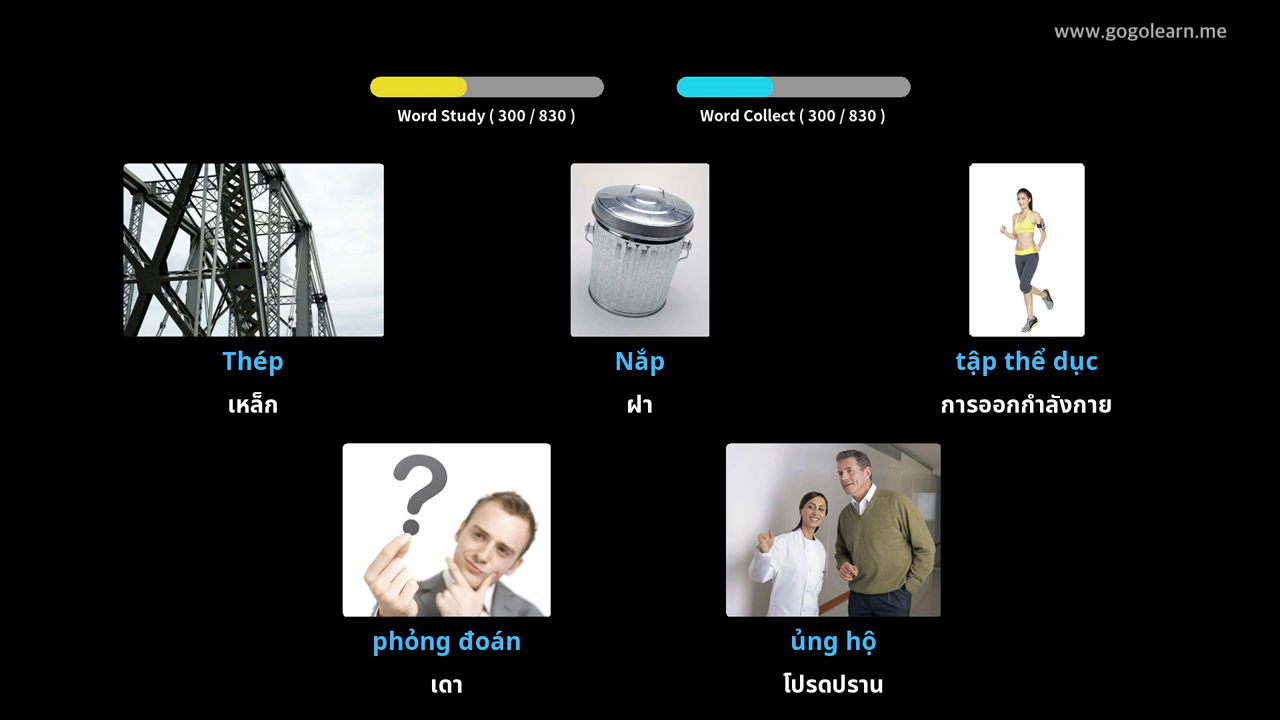 www.gogolearn.me
Word Study ( 300 / 830 )
Word Collect ( 300 / 830 )
Thép
เหล็ก
Nắp
ฝา
tập thể dục
การออกกำลังกาย
phỏng đoán
เดา
ủng hộ
โปรดปราน